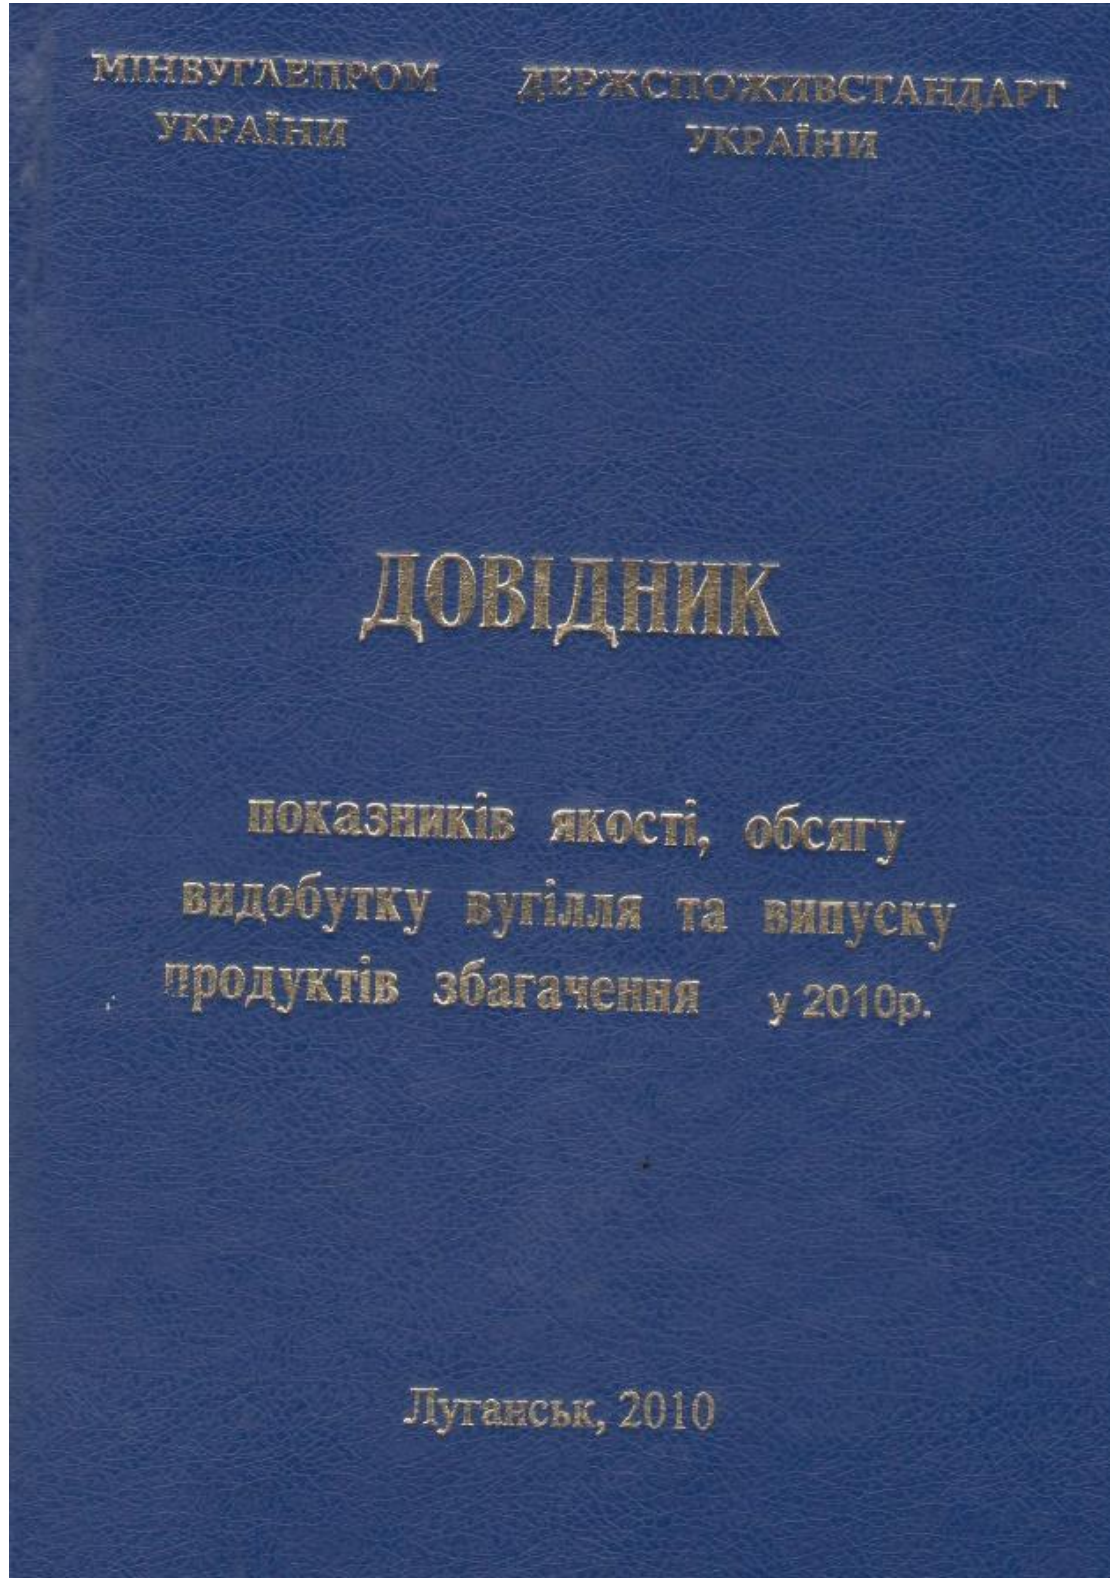 МІНВУГЛЕПРОМ
УКРАЇНИ
ДЕРЖСПОЖИВСТАНДАРТ
УКРАЇНИ
ДОВІДНИК
показників якості, обсягу
видобутку вугілля та випуску
продуктів збагачення у 2010р.
Луганськ, 2010